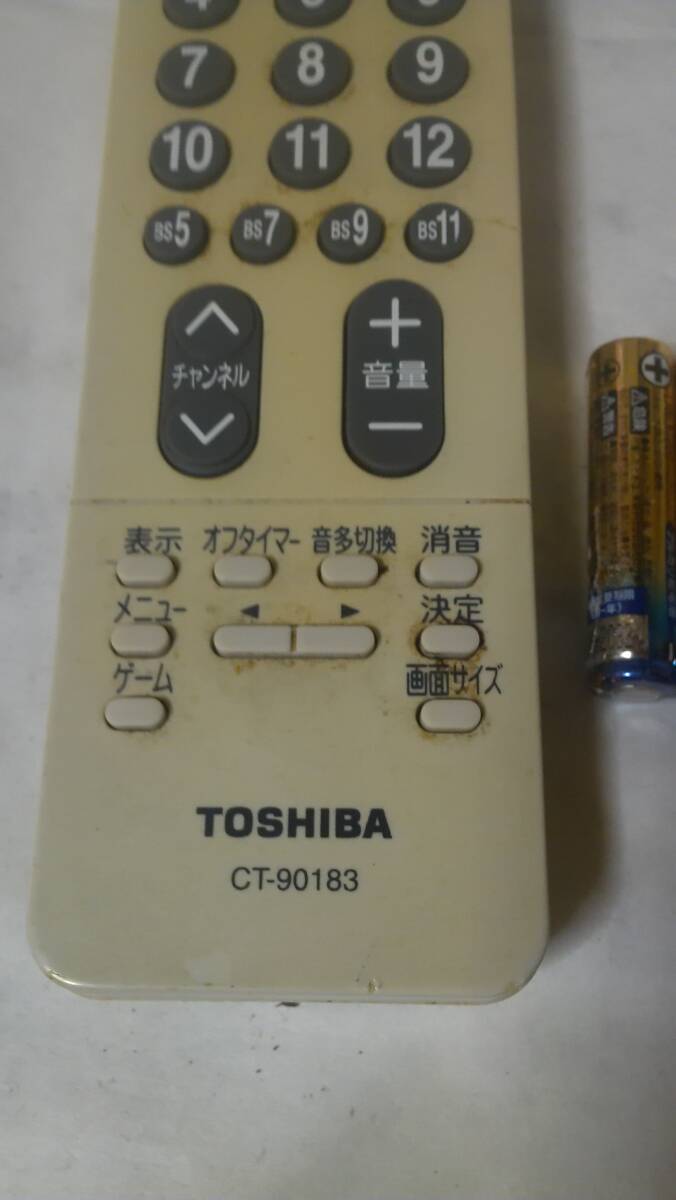 7 8 9
10 11 12
BS5 BS7 BS9 BS11
チャンネル 音量
表示 オフタイマー 音多切換 消音
メニュー 決定
ゲーム 画面サイズ
TOSHIBA
CT-90183